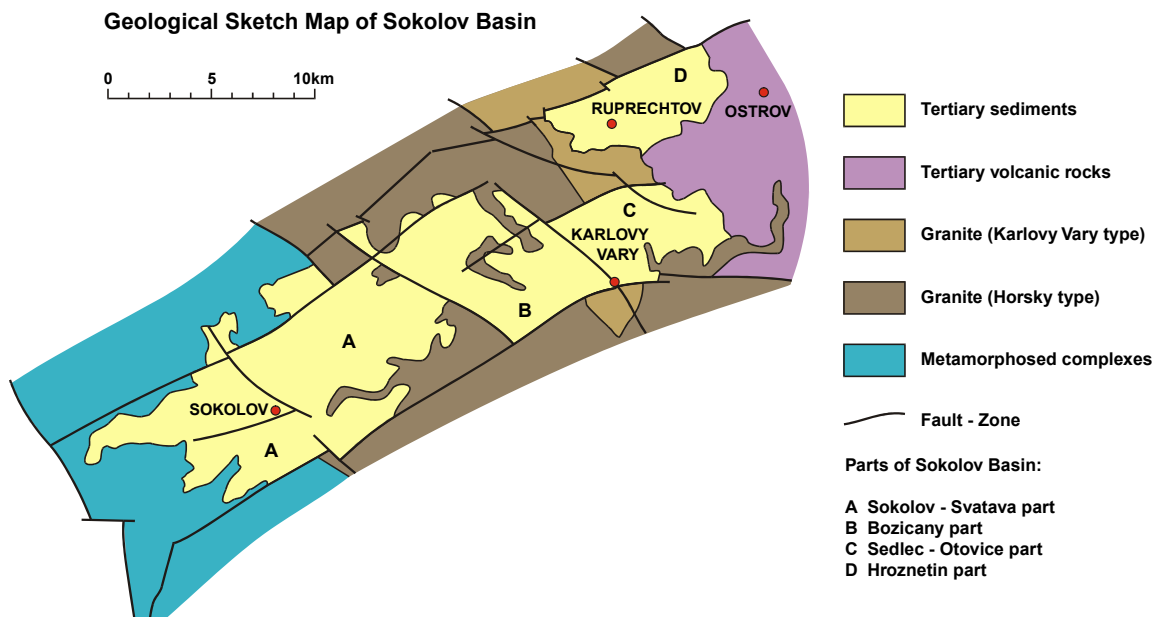 Geological Sketch Map of Sokolov Basin
0 5 10km
D
RUPRECHTOV
OSTROV
C
KARLOVY
VARY
B
A
SOKOLOV
A
Tertiary sediments
Tertiary volcanic rocks
Granite (Karlovy Vary type)
Granite (Horsky type)
Metamorphosed complexes
Fault - Zone
Parts of Sokolov Basin:
A Sokolov - Svatava part
B Bozicany part
C Sedlec - Otovice part
D Hroznetin part